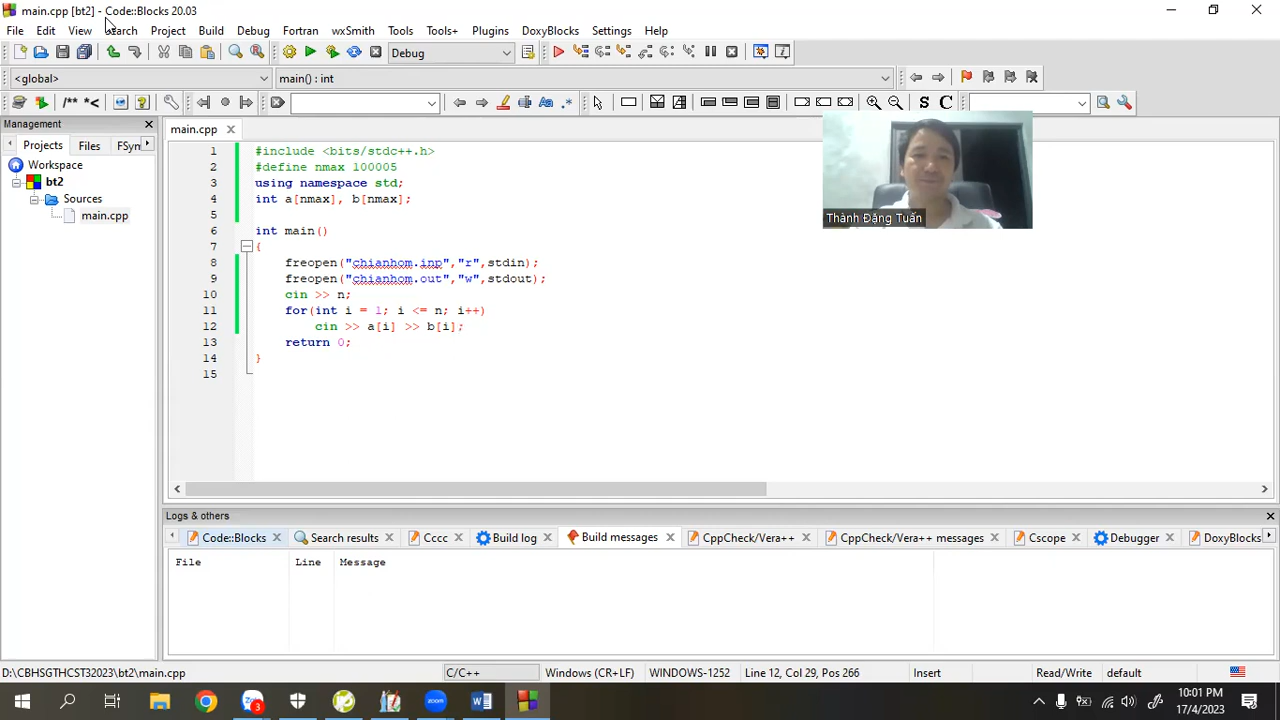 main.cpp [bt2] - Code::Blocks 20.03
File Edit View Search Project Build Debug Fortran wxSmith Tools Tools+ Plugins DoxyBlocks Settings Help
Debug
<global> main() : int
/** *< S C
Management
Projects Files FSyn
main.cpp
Workspace
bt2
Sources
main.cpp
1 #include <bits/stdc++.h>
2 #define nmax 100005
3 using namespace std;
4 int a[nmax], b[nmax];
5
6 int main()
7 {
8 freopen("chianhom.inp","r",stdin);
9 freopen("chianhom.out","w",stdout);
10 cin >> n;
11 for(int i = 1; i <= n; i++)
12 cin >> a[i] >> b[i];
13 return 0;
14 }
15
Thành Đặng Tuấn
Logs & others
Code::Blocks Search results Cccc Build log Build messages CppCheck/Vera++ CppCheck/Vera++ messages Cscope Debugger DoxyBlocks
File Line Message
D:\CBHSGTHCST32023\bt2\main.cpp C/C++ Windows (CR+LF) WINDOWS-1252 Line 12, Col 29, Pos 266 Insert Read/Write default
3 zoom W
10:01 PM
17/4/2023